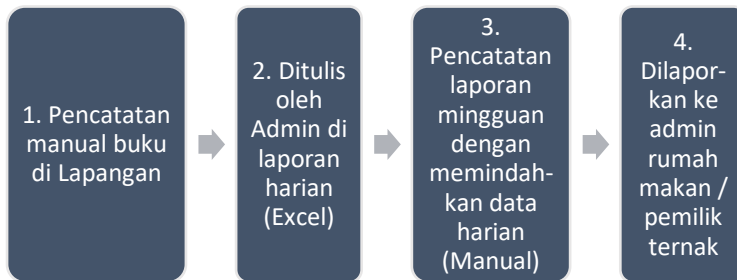 1. Pencatatan
manual buku
di Lapangan
2. Ditulis
oleh
Admin di
laporan
harian
(Excel)
3.
Pencatatan
laporan
mingguan
dengan
memindah-
kan data
harian
(Manual)
4.
Dilapor-
kan ke
admin
rumah
makan /
pemilik
ternak